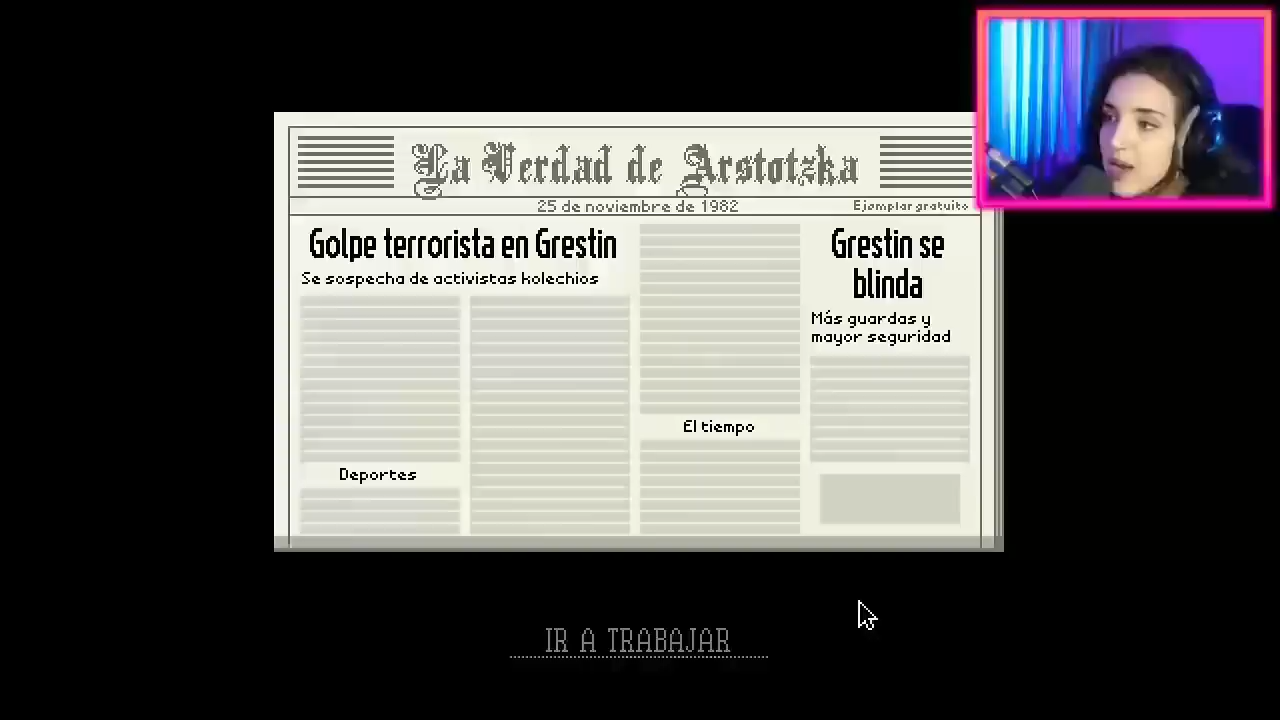 La Verdad de Arstotzka
25 de noviembre de 1982
Ejemplar gratuito
Golpe terrorista en Grestin
Se sospecha de activistas kolechios
Deportes
El tiempo
Grestin se
blinda
Más guardas y
mayor seguridad
IR A TRABAJAR